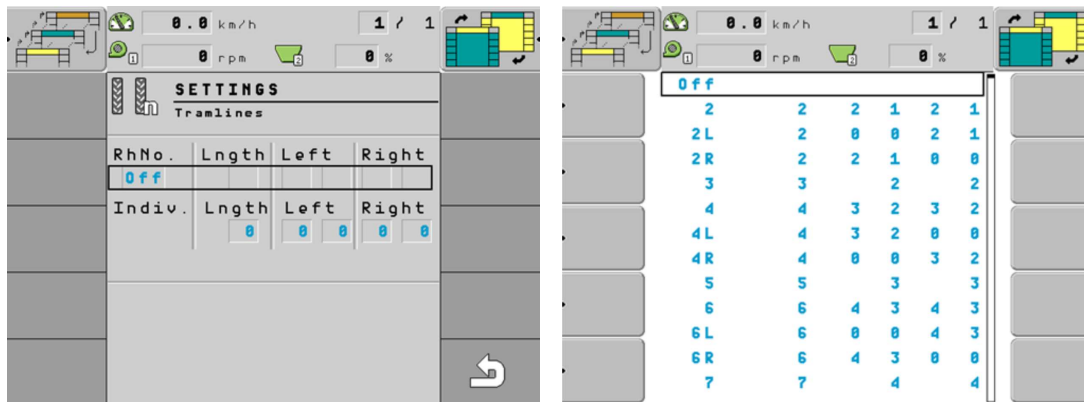 0.0 km/h 1 / 1
1 0 rpm 2 0 %
SETTINGS
n Tramlines
RhNo. Lngth Left Right
Off
Indiv. Lngth Left Right
0 0 0 0 0
0.0 km/h 1 / 1
1 0 rpm 2 0 %
Off
2 2 2 1 2 1
2L 2 0 0 2 1
2R 2 2 1 0 0
3 3 2 2
4 4 3 2 3 2
4L 4 3 2 0 0
4R 4 0 0 3 2
5 5 3 3
6 6 4 3 4 3
6L 6 0 0 4 3
6R 6 4 3 0 0
7 7 4 4